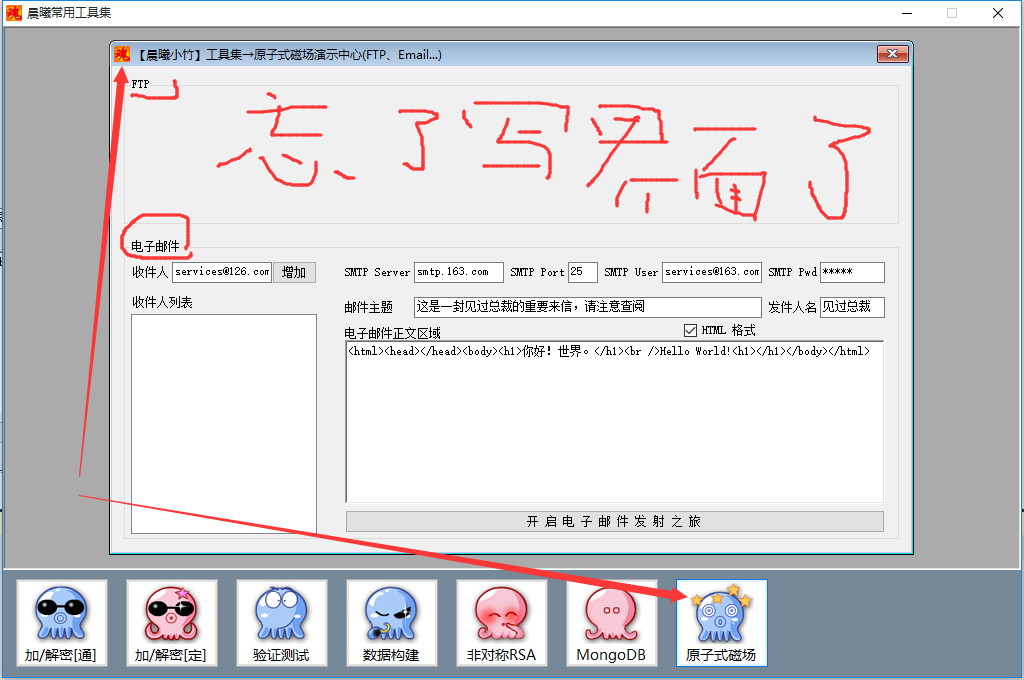 晨曦常用工具集
魂 【晨曦小竹】工具集→原子式磁场演示中心(FTP、Email...)
FTP
忘了写界面了
电子邮件
收件人 services@126.com 增加 SMTP Server smtp.163.com SMTP Port 25 SMTP User services@163.com SMTP Pwd *****
收件人列表 邮件主题 这是一封见过总裁的重要来信，请注意查阅 发件人名 见过总裁
电子邮件正文区域 HTML 格式
<html><head></head><body><h1>你好！世界。</h1><br />Hello World!<h1></h1></body></html>
开启电子邮件发射之旅
加/解密[通] 加/解密[定] 验证测试 数据构建 非对称RSA MongoDB 原子式磁场